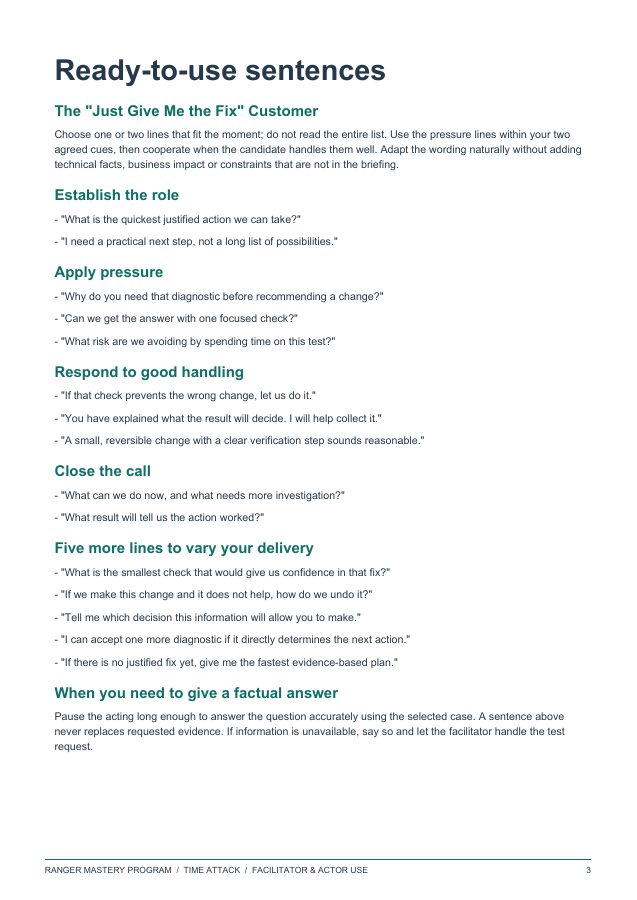 Ready-to-use sentences
The "Just Give Me the Fix" Customer
Choose one or two lines that fit the moment; do not read the entire list. Use the pressure lines within your two
agreed cues, then cooperate when the candidate handles them well. Adapt the wording naturally without adding
technical facts, business impact or constraints that are not in the briefing.
Establish the role
- "What is the quickest justified action we can take?"
- "I need a practical next step, not a long list of possibilities."
Apply pressure
- "Why do you need that diagnostic before recommending a change?"
- "Can we get the answer with one focused check?"
- "What risk are we avoiding by spending time on this test?"
Respond to good handling
- "If that check prevents the wrong change, let us do it."
- "You have explained what the result will decide. I will help collect it."
- "A small, reversible change with a clear verification step sounds reasonable."
Close the call
- "What can we do now, and what needs more investigation?"
- "What result will tell us the action worked?"
Five more lines to vary your delivery
- "What is the smallest check that would give us confidence in that fix?"
- "If we make this change and it does not help, how do we undo it?"
- "Tell me which decision this information will allow you to make."
- "I can accept one more diagnostic if it directly determines the next action."
- "If there is no justified fix yet, give me the fastest evidence-based plan."
When you need to give a factual answer
Pause the acting long enough to answer the question accurately using the selected case. A sentence above
never replaces requested evidence. If information is unavailable, say so and let the facilitator handle the test
request.
RANGER MASTERY PROGRAM / TIME ATTACK / FACILITATOR & ACTOR USE 3